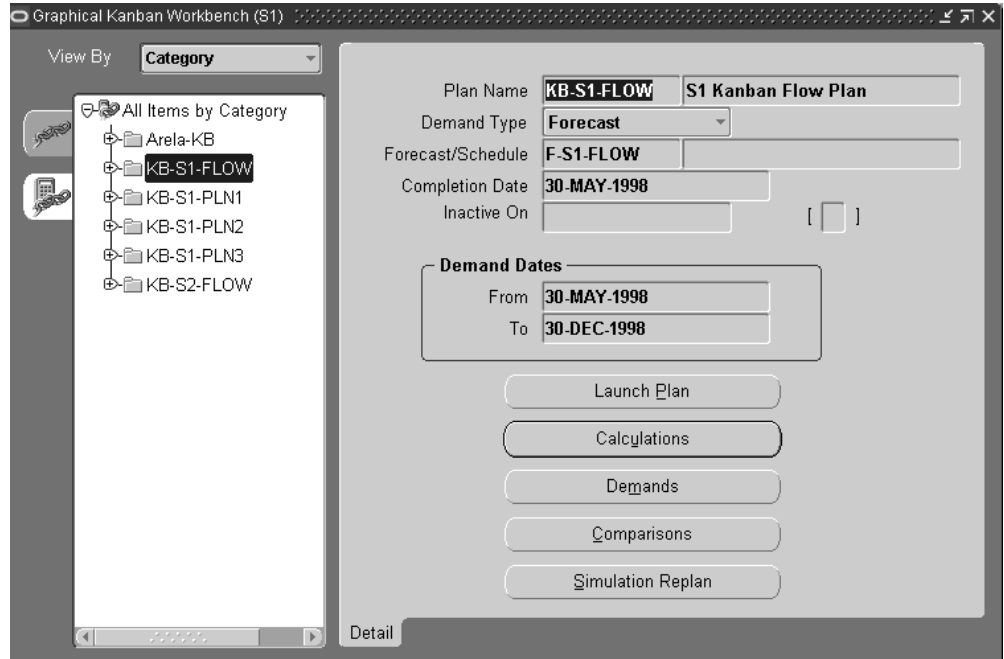 Graphical Kanban Workbench (S1)
View By Category
All Items by Category
Arela-KB
KB-S1-FLOW
KB-S1-PLN1
KB-S1-PLN2
KB-S1-PLN3
KB-S2-FLOW
Plan Name KB-S1-FLOW S1 Kanban Flow Plan
Demand Type Forecast
Forecast/Schedule F-S1-FLOW
Completion Date 30-MAY-1998
Inactive On [ ]
Demand Dates
From 30-MAY-1998
To 30-DEC-1998
Launch Plan
Calculations
Demands
Comparisons
Simulation Replan
Detail